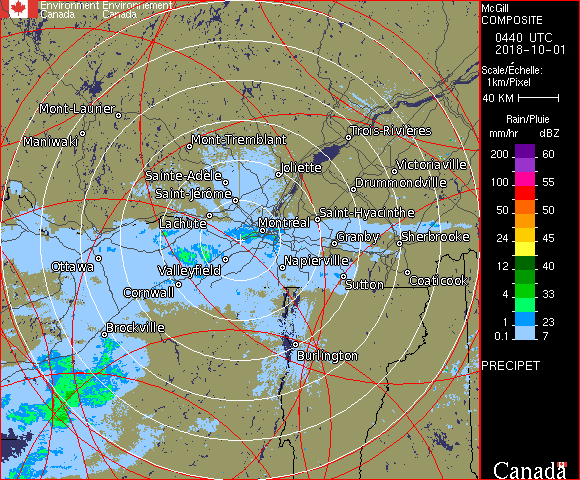 Environment Environnement
Canada Canada
McGill
COMPOSITE
0440 UTC
2018-10-01
Scale/Échelle:
1km/Pixel
40 KM
Rain/Pluie
mm/hr dBZ
200 60
100 55
50 50
24 45
12 40
4 33
1 23
0.1 7
PRECIPET
Canada
Mont-Laurier
Maniwaki
Mont-Tremblant
Trois-Rivières
Sainte-Adèle
Joliette
Victoriaville
Saint-Jérôme
Drummondville
Lachute
Montréal
Saint-Hyacinthe
Granby
Sherbrooke
Ottawa
Valleyfield
Napierville
Cornwall
Sutton
Coaticook
Brockville
Burlington